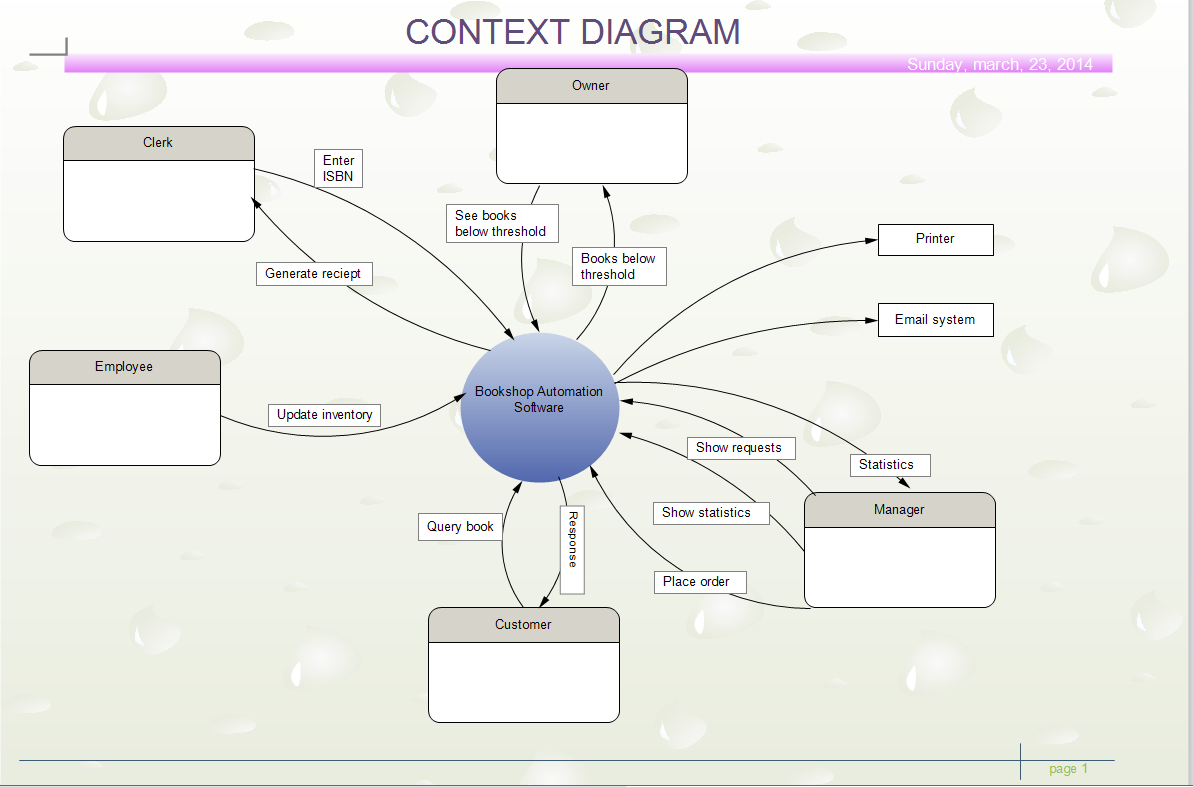 CONTEXT DIAGRAM
Sunday, march, 23, 2014
Owner
Clerk
Enter
ISBN
See books
below threshold
Books below
threshold
Printer
Generate reciept
Email system
Employee
Bookshop Automation
Software
Update inventory
Show requests
Statistics
Manager
Show statistics
Query book
Response
Place order
Customer
page 1